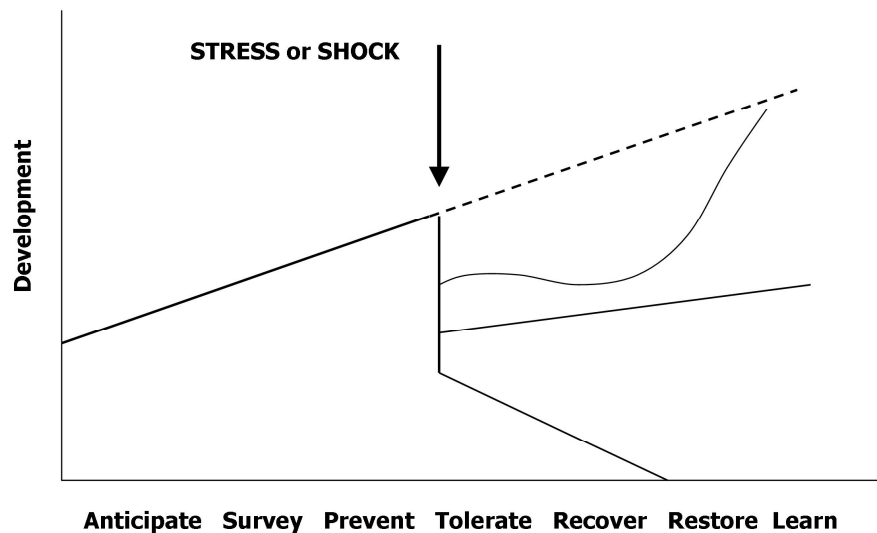 STRESS or SHOCK
Development
Anticipate Survey Prevent Tolerate Recover Restore Learn